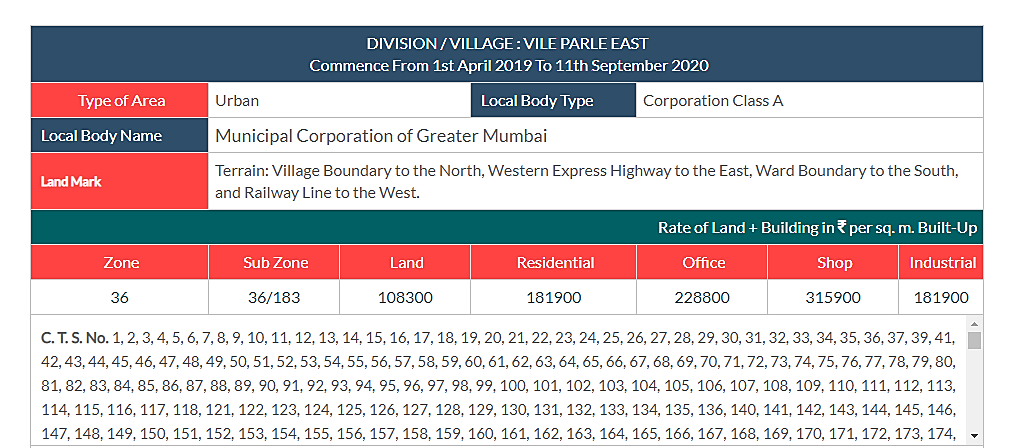 DIVISION / VILLAGE : VILE PARLE EAST
Commence From 1st April 2019 To 11th September 2020
Type of Area Urban Local Body Type Corporation Class A
Local Body Name Municipal Corporation of Greater Mumbai
Land Mark Terrain: Village Boundary to the North, Western Express Highway to the East, Ward Boundary to the South,
and Railway Line to the West.
Rate of Land + Building in ₹ per sq. m. Built-Up
Zone Sub Zone Land Residential Office Shop Industrial
36 36/183 108300 181900 228800 315900 181900
C. T. S. No. 1, 2, 3, 4, 5, 6, 7, 8, 9, 10, 11, 12, 13, 14, 15, 16, 17, 18, 19, 20, 21, 22, 23, 24, 25, 26, 27, 28, 29, 30, 31, 32, 33, 34, 35, 36, 37, 39, 41,
42, 43, 44, 45, 46, 47, 48, 49, 50, 51, 52, 53, 54, 55, 56, 57, 58, 59, 60, 61, 62, 63, 64, 65, 66, 67, 68, 69, 70, 71, 72, 73, 74, 75, 76, 77, 78, 79, 80,
81, 82, 83, 84, 85, 86, 87, 88, 89, 90, 91, 92, 93, 94, 95, 96, 97, 98, 99, 100, 101, 102, 103, 104, 105, 106, 107, 108, 109, 110, 111, 112, 113,
114, 115, 116, 117, 118, 121, 122, 123, 124, 125, 126, 127, 128, 129, 130, 131, 132, 133, 134, 135, 136, 140, 141, 142, 143, 144, 145, 146,
147, 148, 149, 150, 151, 152, 153, 154, 155, 156, 157, 158, 159, 160, 161, 162, 163, 164, 165, 166, 167, 168, 169, 170, 171, 172, 173, 174,